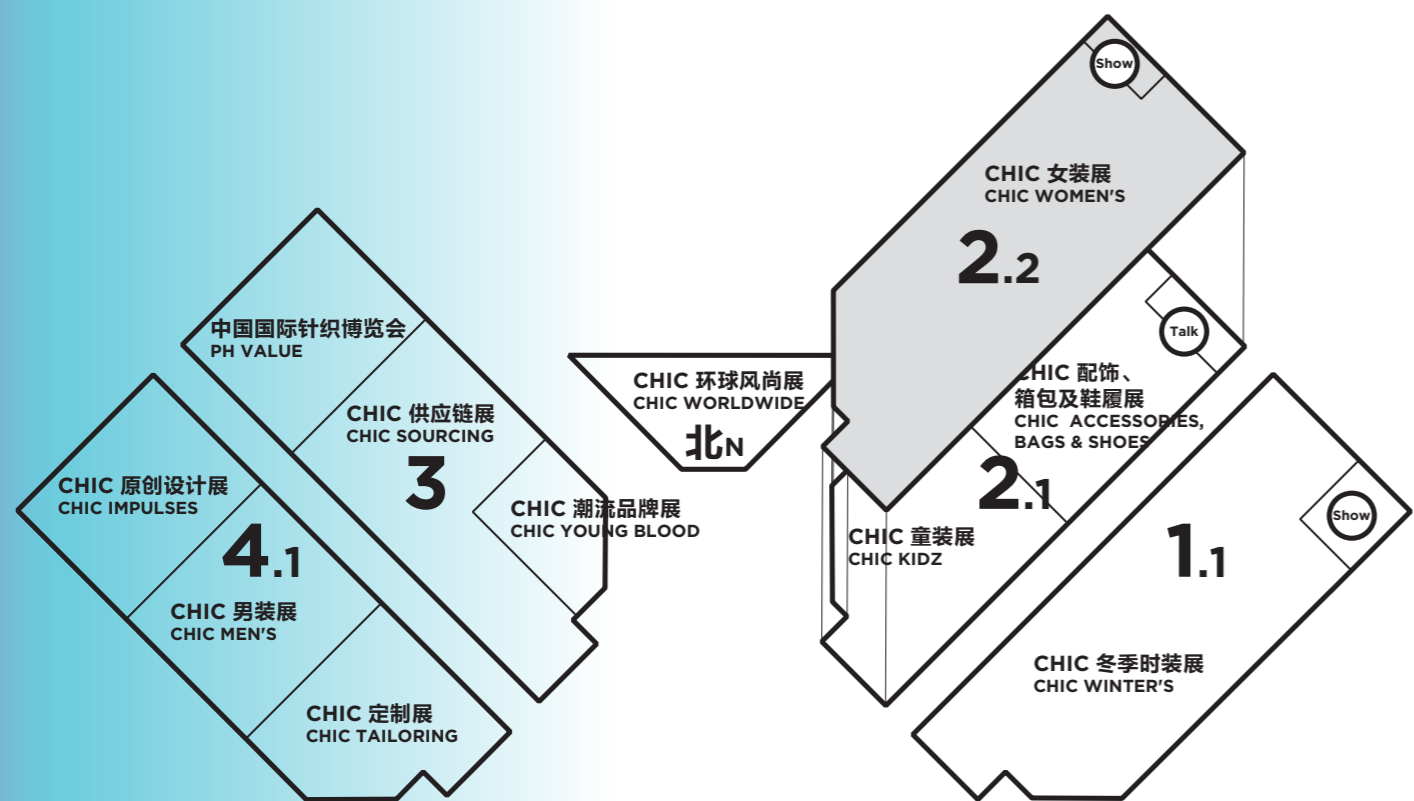 Show
CHIC 女装展
CHIC WOMEN'S
2.2
中国国际针织博览会
PH VALUE
CHIC 供应链展
CHIC SOURCING
3
CHIC 潮流品牌展
CHIC YOUNG BLOOD
CHIC 原创设计展
CHIC IMPULSES
4.1
CHIC 男装展
CHIC MEN'S
CHIC 定制展
CHIC TAILORING
CHIC 环球风尚展
CHIC WORLDWIDE
北N
Talk
CHIC 配饰、
箱包及鞋履展
CHIC ACCESSORIES,
BAGS & SHOES
2.1
CHIC 童装展
CHIC KIDZ
Show
1.1
CHIC 冬季时装展
CHIC WINTER'S